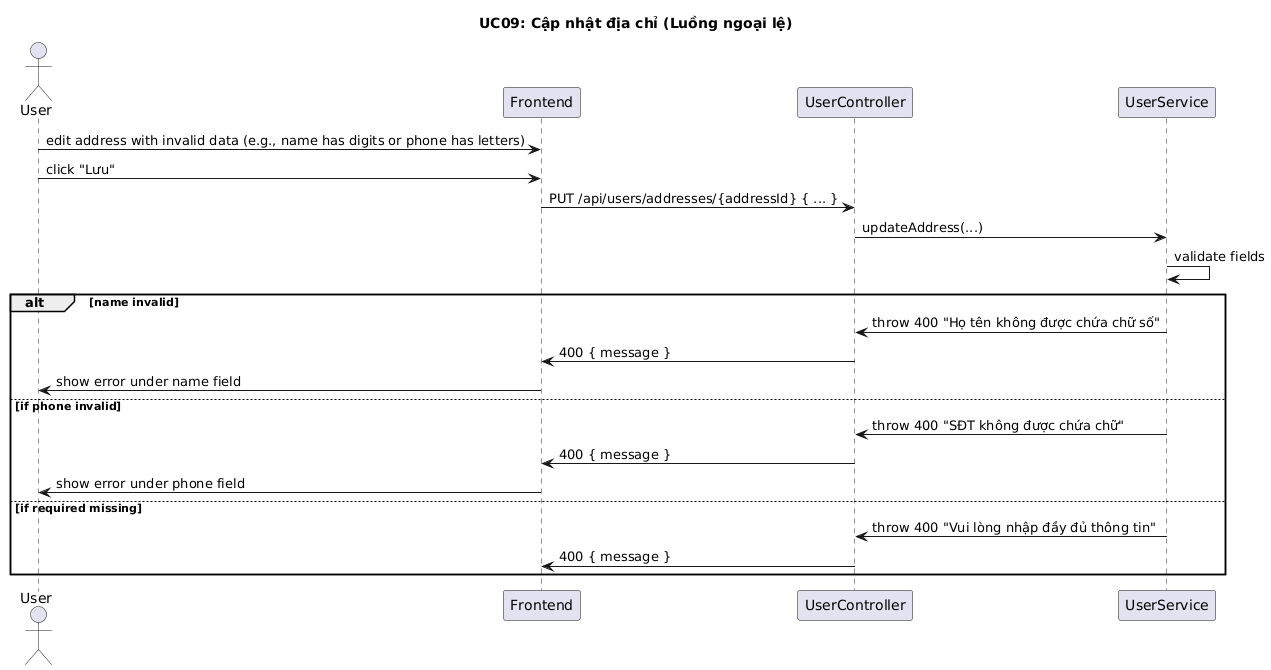 UC09: Cập nhật địa chỉ (Luồng ngoại lệ)
User
Frontend
UserController
UserService
edit address with invalid data (e.g., name has digits or phone has letters)
click "Lưu"
PUT /api/users/addresses/{addressId} { ... }
updateAddress(...)
validate fields
alt [name invalid]
throw 400 "Họ tên không được chứa chữ số"
400 { message }
show error under name field
[if phone invalid]
throw 400 "SĐT không được chứa chữ"
400 { message }
show error under phone field
[if required missing]
throw 400 "Vui lòng nhập đầy đủ thông tin"
400 { message }
User
Frontend
UserController
UserService